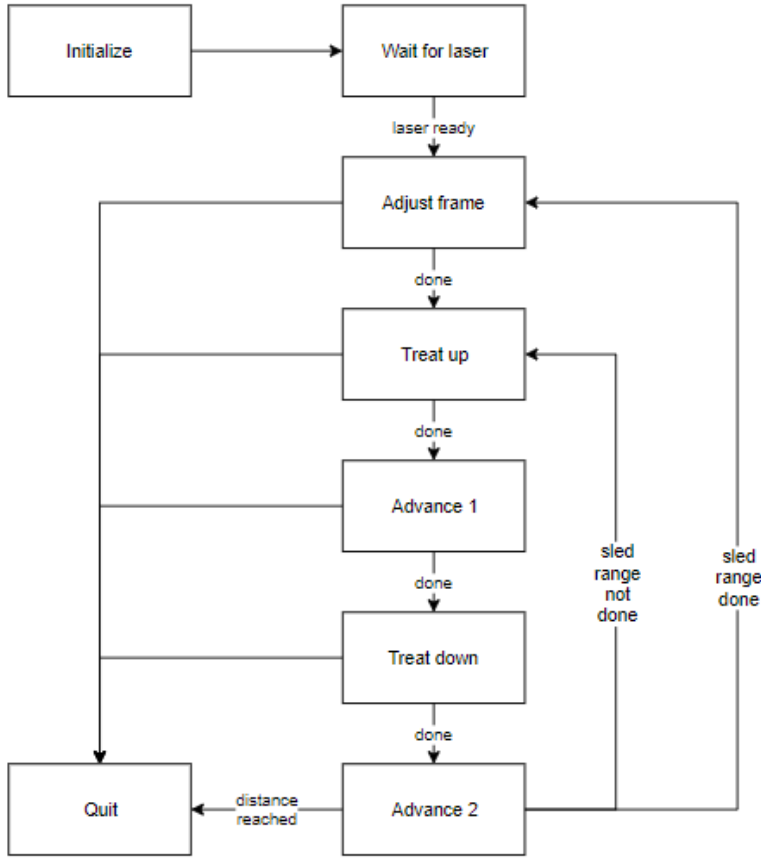 Initialize
Wait for laser
laser ready
Adjust frame
done
Treat up
done
Advance 1
sled
range
not
done
sled
range
done
done
Treat down
done
Quit
distance
reached
Advance 2